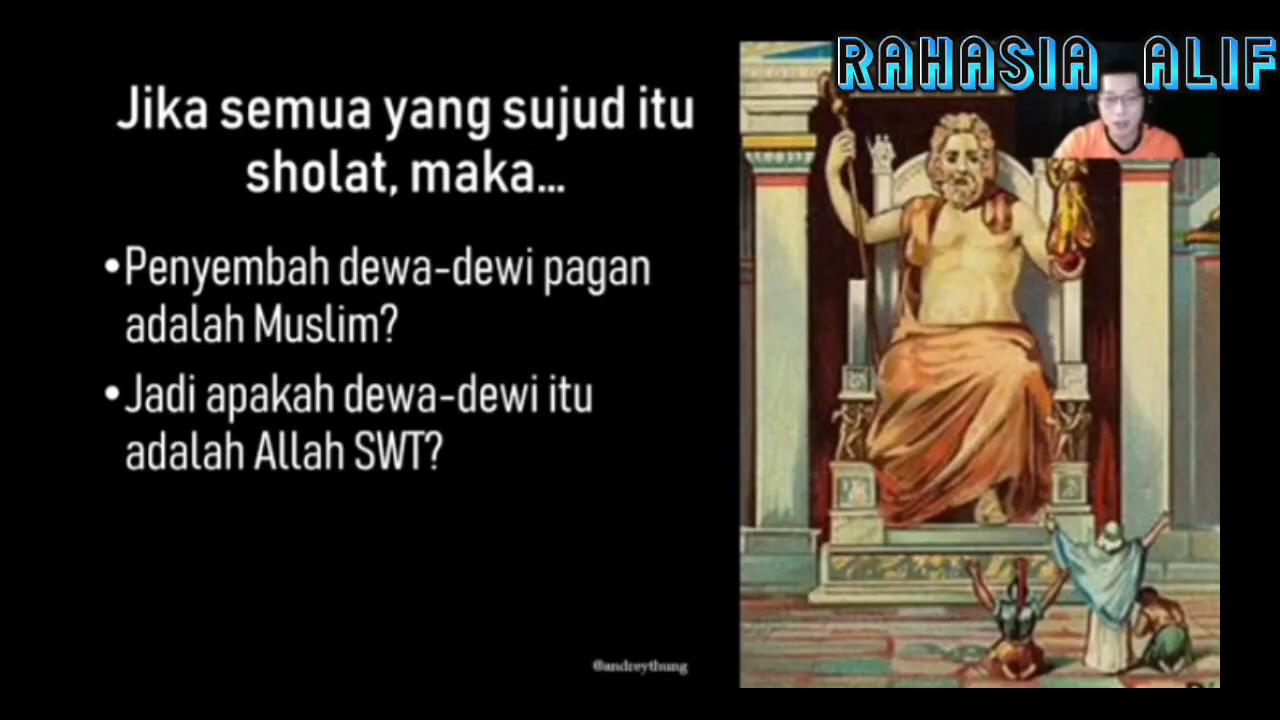 RAHASIA ALIF
Jika semua yang sujud itu
sholat, maka...
•Penyembah dewa-dewi pagan
adalah Muslim?
•Jadi apakah dewa-dewi itu
adalah Allah SWT?
@andreythung